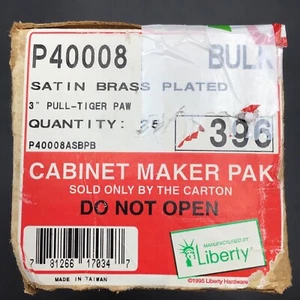 P40008 BULK
SATIN BRASS PLATED
3" PULL-TIGER PAW
QUANTITY: 25
396
P40008ASBPB
CABINET MAKER PAK
SOLD ONLY BY THE CARTON
DO NOT OPEN
MANUFACTURED BY
Liberty
7 81266 17034 7
MADE IN TAIWAN
©1995 Liberty Hardware